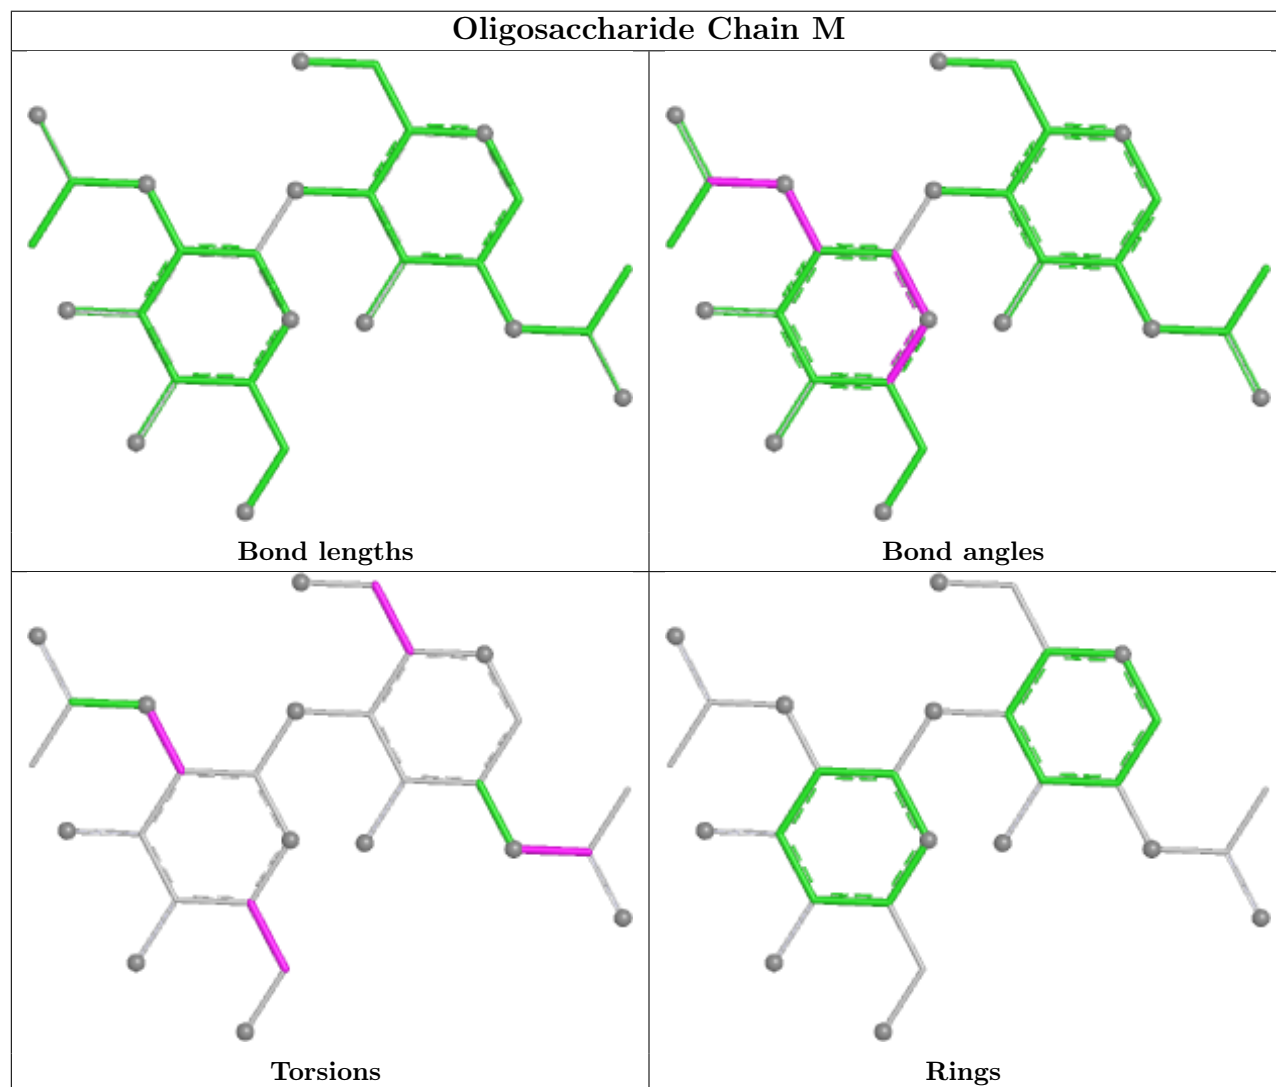 Oligosaccharide Chain M
Bond lengths
Bond angles
Torsions
Rings